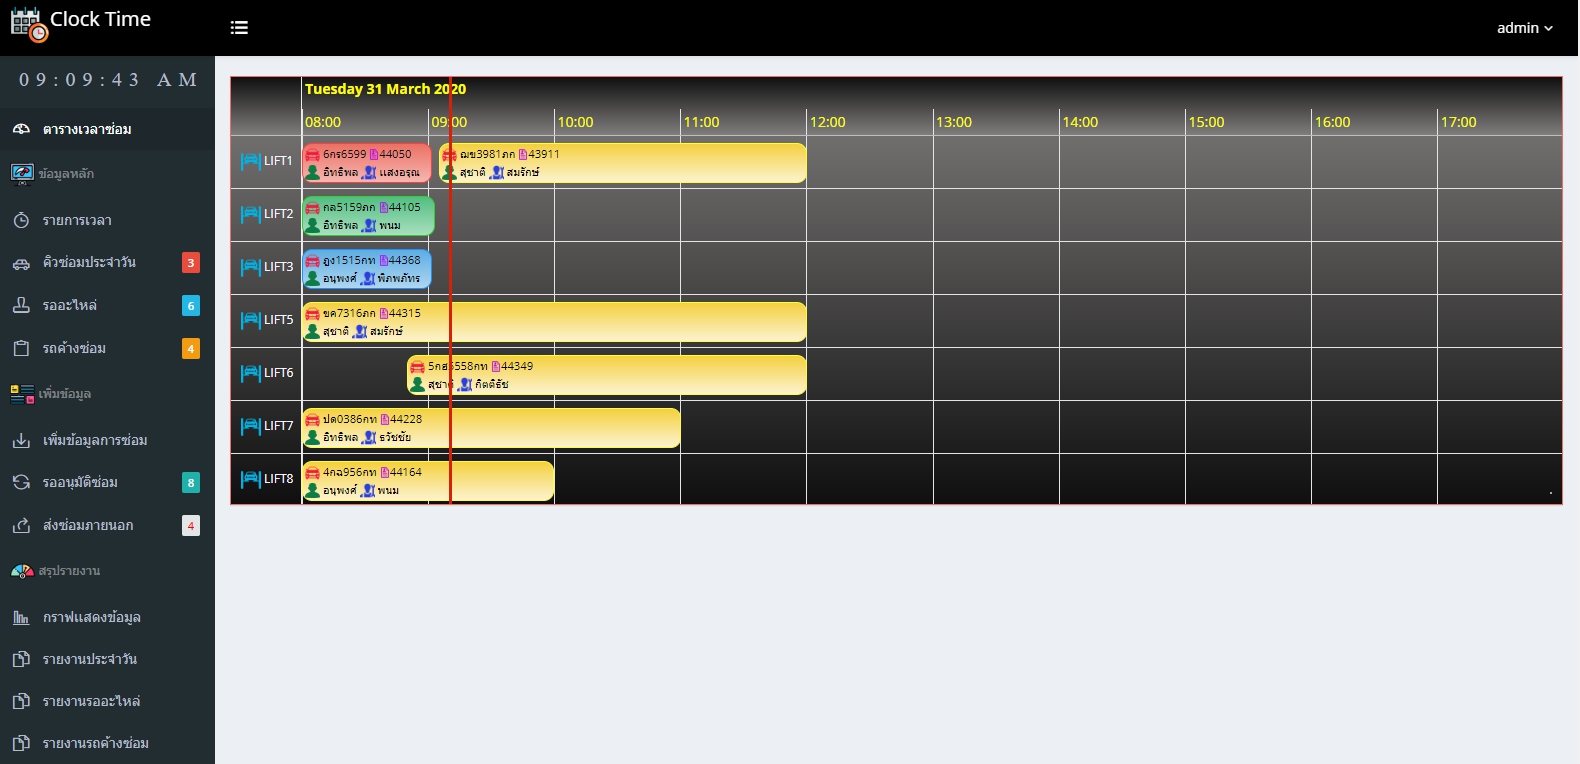 Clock Time
admin
09:09:43 AM
ตารางเวลาซ่อม
ข้อมูลหลัก
รายการเวลา
คิวซ่อมประจำวัน 3
รออะไหล่ 6
รถค้างซ่อม 4
เพิ่มข้อมูล
เพิ่มข้อมูลการซ่อม
รออนุมัติซ่อม 8
ส่งซ่อมภายนอก 4
สรุปรายงาน
กราฟแสดงข้อมูล
รายงานประจำวัน
รายงานรออะไหล่
รายงานรถค้างซ่อม
Tuesday 31 March 2020
08:00 09:00 10:00 11:00 12:00 13:00 14:00 15:00 16:00 17:00
LIFT1
6กร6599 44050
อิทธิพล แสงอรุณ
ฌข3981ภก 43911
สุชาติ สมรักษ์
LIFT2
กล5159ภก 44105
อิทธิพล พนม
LIFT3
ฎง1515กท 44368
อนุพงศ์ พิภพภัทร
LIFT5
ขค7316ภก 44315
สุชาติ สมรักษ์
LIFT6
5กฮ5558กท 44349
สุชาติ กิตติธัช
LIFT7
ปด0386กท 44228
อิทธิพล ธวัชชัย
LIFT8
4กฉ956กท 44164
อนุพงศ์ พนม